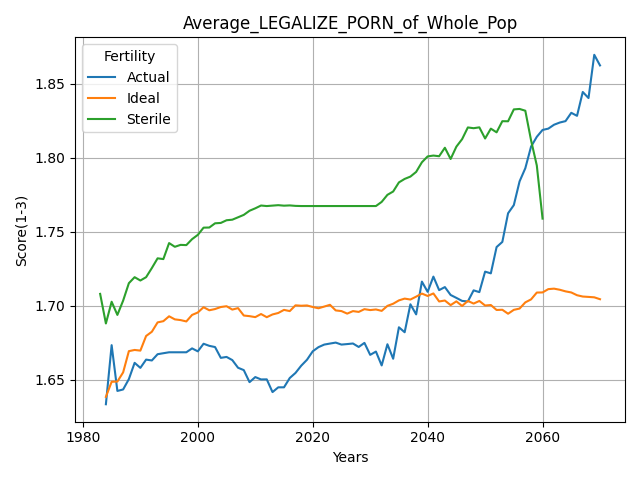 Average_LEGALIZE_PORN_of_Whole_Pop
Fertility
Actual
Ideal
Sterile
1.85
1.80
1.75
1.70
1.65
Score(1-3)
1980 2000 2020 2040 2060
Years